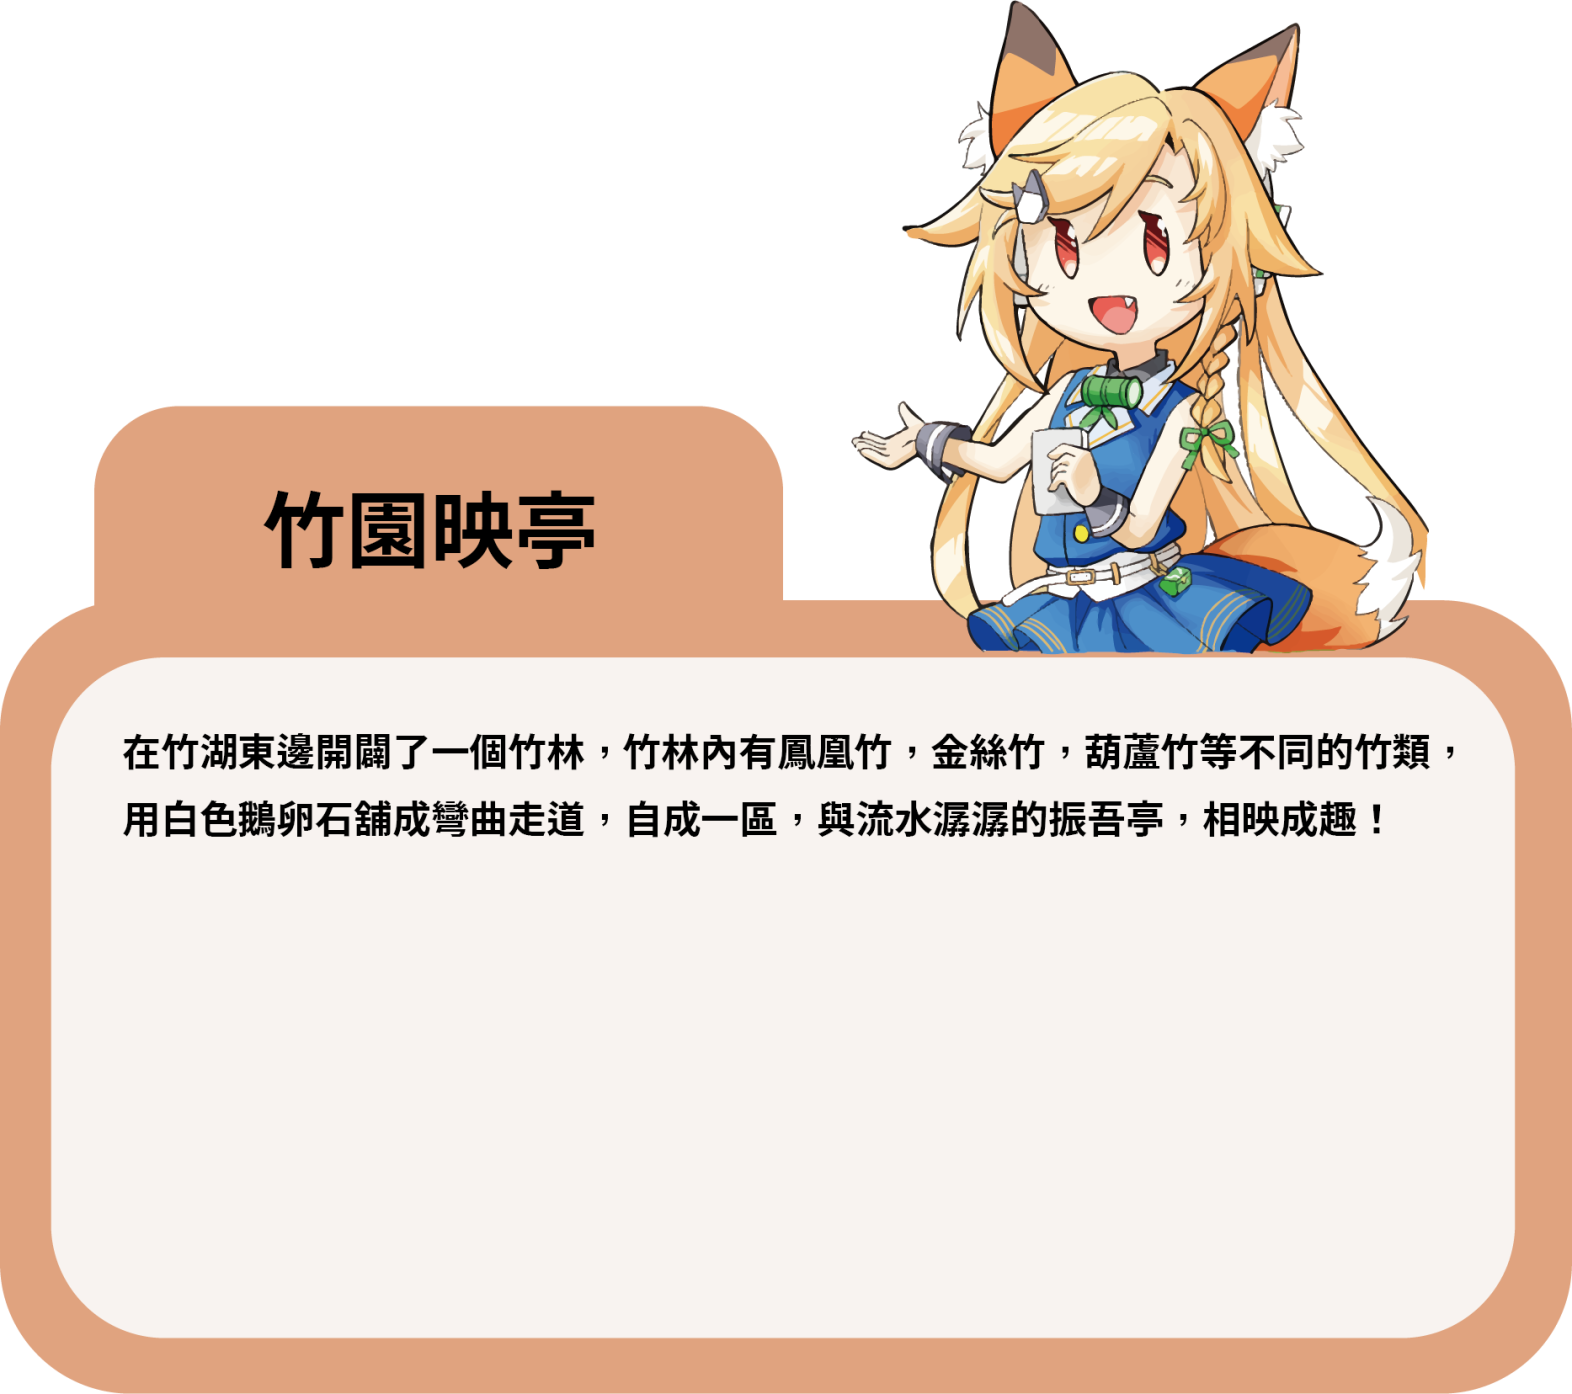 竹園映亭
在竹湖東邊開闢了一個竹林，竹林內有鳳凰竹，金絲竹，葫蘆竹等不同的竹類，
用白色鵝卵石舖成彎曲走道，自成一區，與流水潺潺的振吾亭，相映成趣！